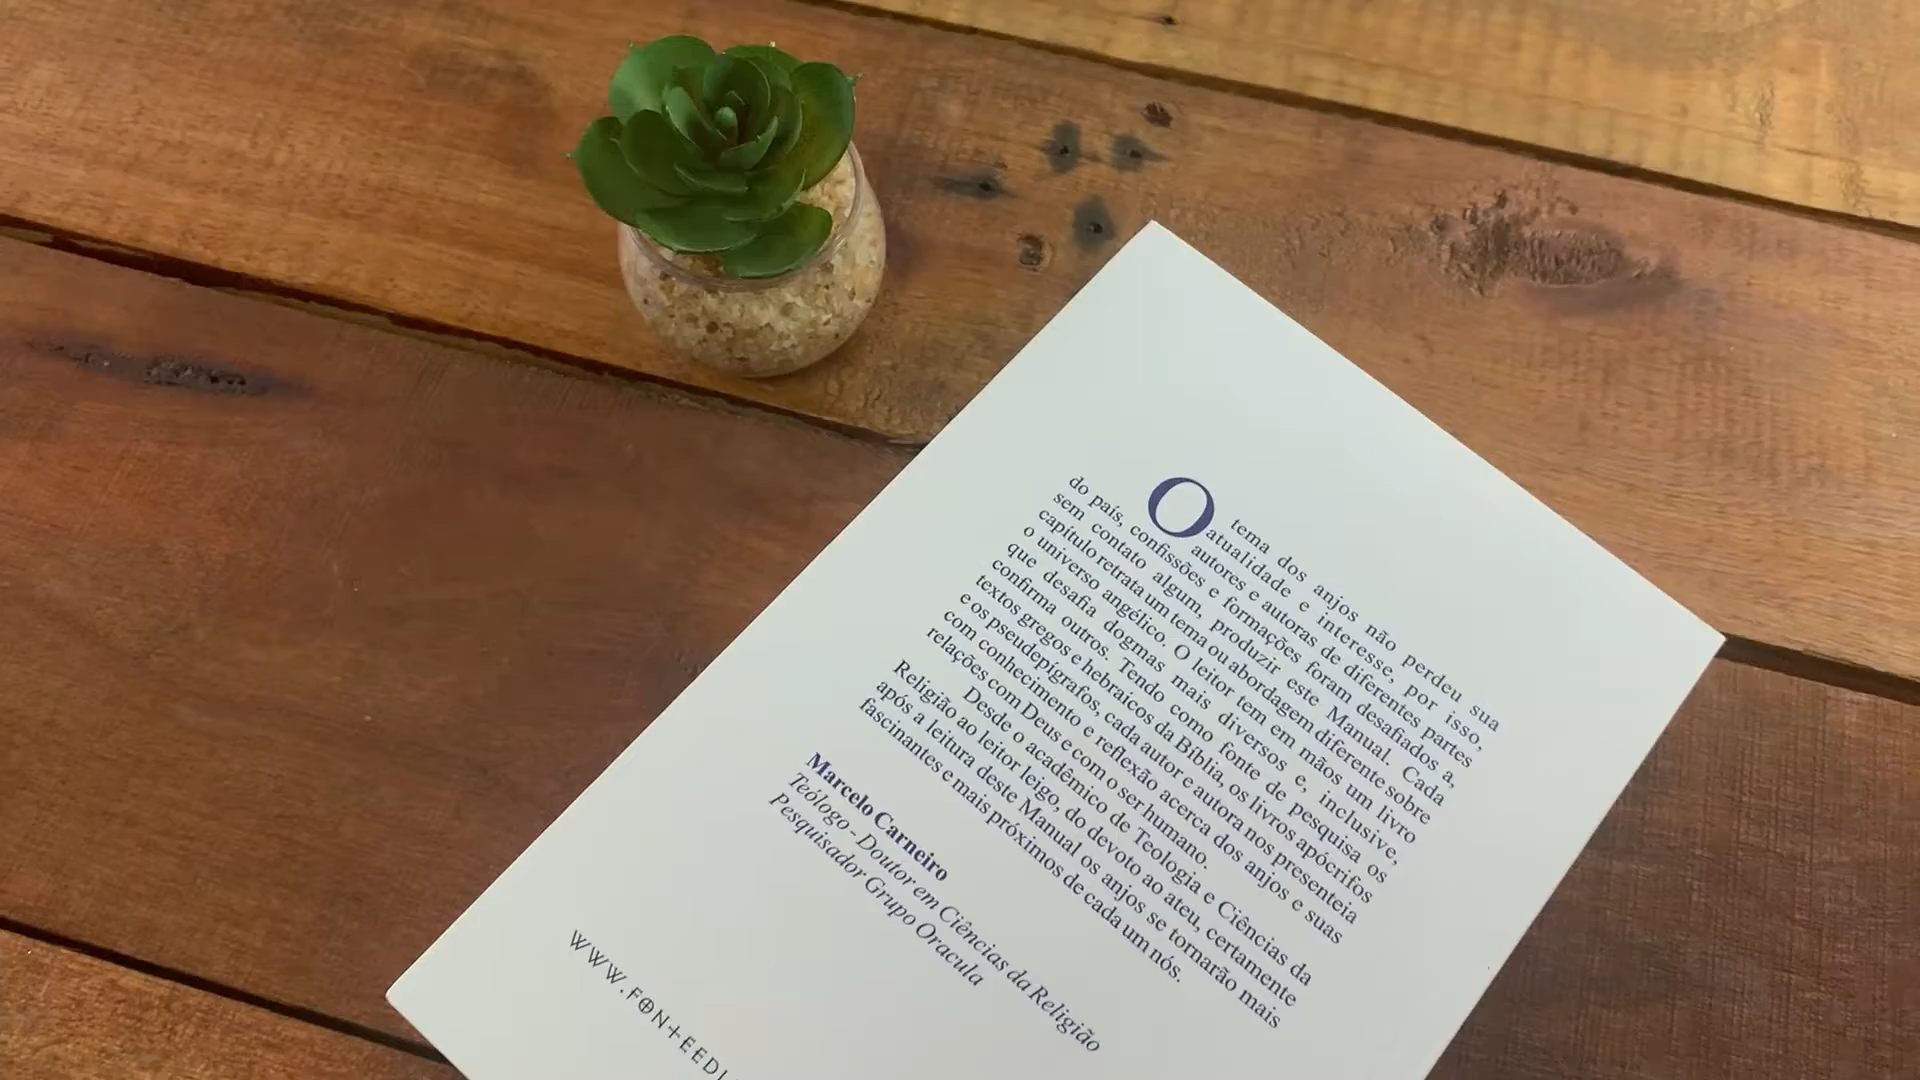 O tema dos anjos não perdeu sua
atualidade e interesse, por isso,
autores e autoras de diferentes partes
do país, confissões e formações foram desafiados a,
sem contato algum, produzir este Manual. Cada
capítulo retrata um tema ou abordagem diferente sobre
o universo angélico. O leitor tem em mãos um livro
que desafia dogmas mais diversos e, inclusive,
confirma outros. Tendo como fonte de pesquisa os
textos gregos e hebraicos da Bíblia, os livros apócrifos
e os pseudepígrafos, cada autor e autora nos presenteia
com conhecimento e reflexão acerca dos anjos e suas
relações com Deus e com o ser humano.
Desde o acadêmico de Teologia e Ciências da
Religião ao leitor leigo, do devoto ao ateu, certamente
após a leitura deste Manual os anjos se tornarão mais
fascinantes e mais próximos de cada um nós.
Marcelo Carneiro
Teólogo - Doutor em Ciências da Religião
Pesquisador Grupo Oracula
WWW.FONTEEDI